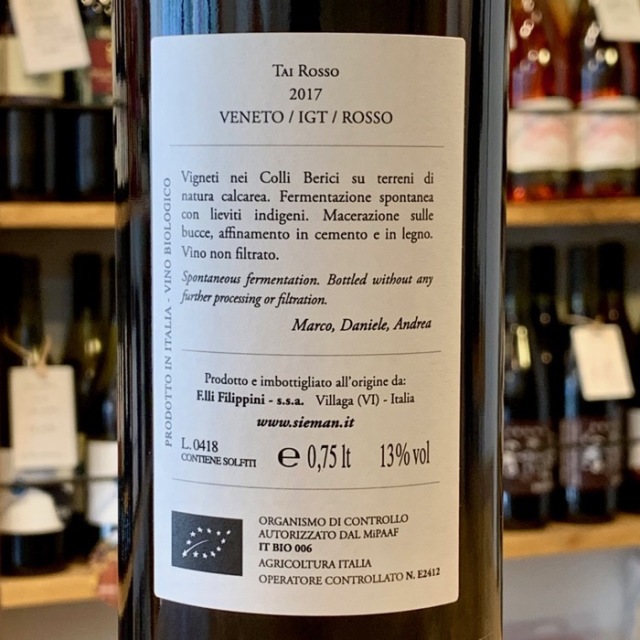 Tai Rosso
2017
VENETO / IGT / ROSSO
PRODOTTO IN ITALIA - VINO BIOLOGICO
Vigneti nei Colli Berici su terreni di
natura calcarea. Fermentazione spontanea
con lieviti indigeni. Macerazione sulle
bucce, affinamento in cemento e in legno.
Vino non filtrato.
Spontaneous fermentation. Bottled without any
further processing or filtration.
Marco, Daniele, Andrea
Prodotto e imbottigliato all'origine da:
F.lli Filippini - s.s.a. Villaga (VI) - Italia
www.sieman.it
L.0418
CONTIENE SOLFITI
e 0,75 lt 13% vol
ORGANISMO DI CONTROLLO
AUTORIZZATO DAL MiPAAF
IT BIO 006
AGRICOLTURA ITALIA
OPERATORE CONTROLLATO N. E2412